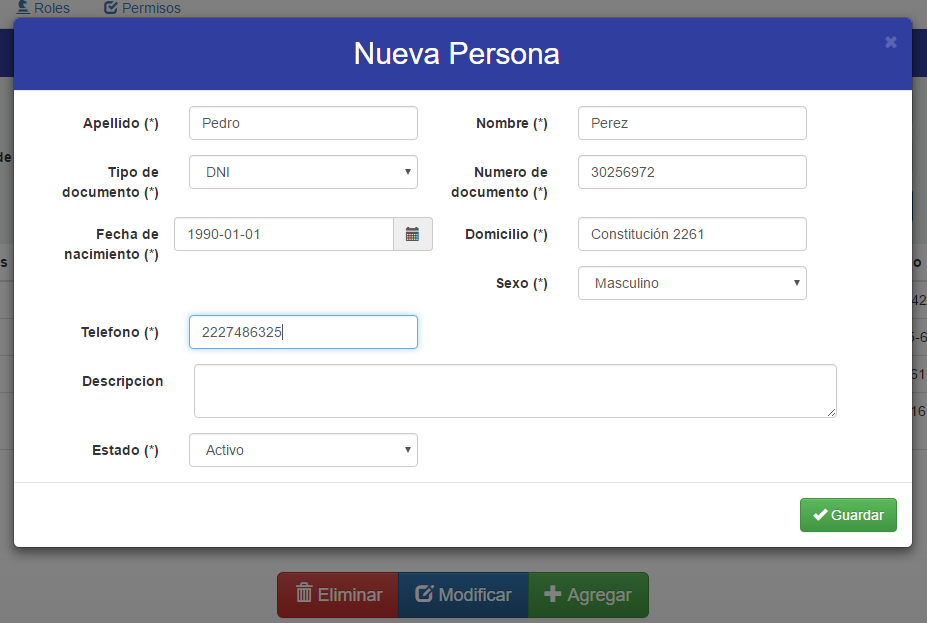 Roles Permisos
Nueva Persona ×
Apellido (*) Pedro Nombre (*) Perez
Tipo de documento (*) DNI Numero de documento (*) 30256972
Fecha de nacimiento (*) 1990-01-01 Domicilio (*) Constitución 2261
Sexo (*) Masculino
Telefono (*) 2227486325
Descripcion
Estado (*) Activo
Guardar
Eliminar Modificar Agregar